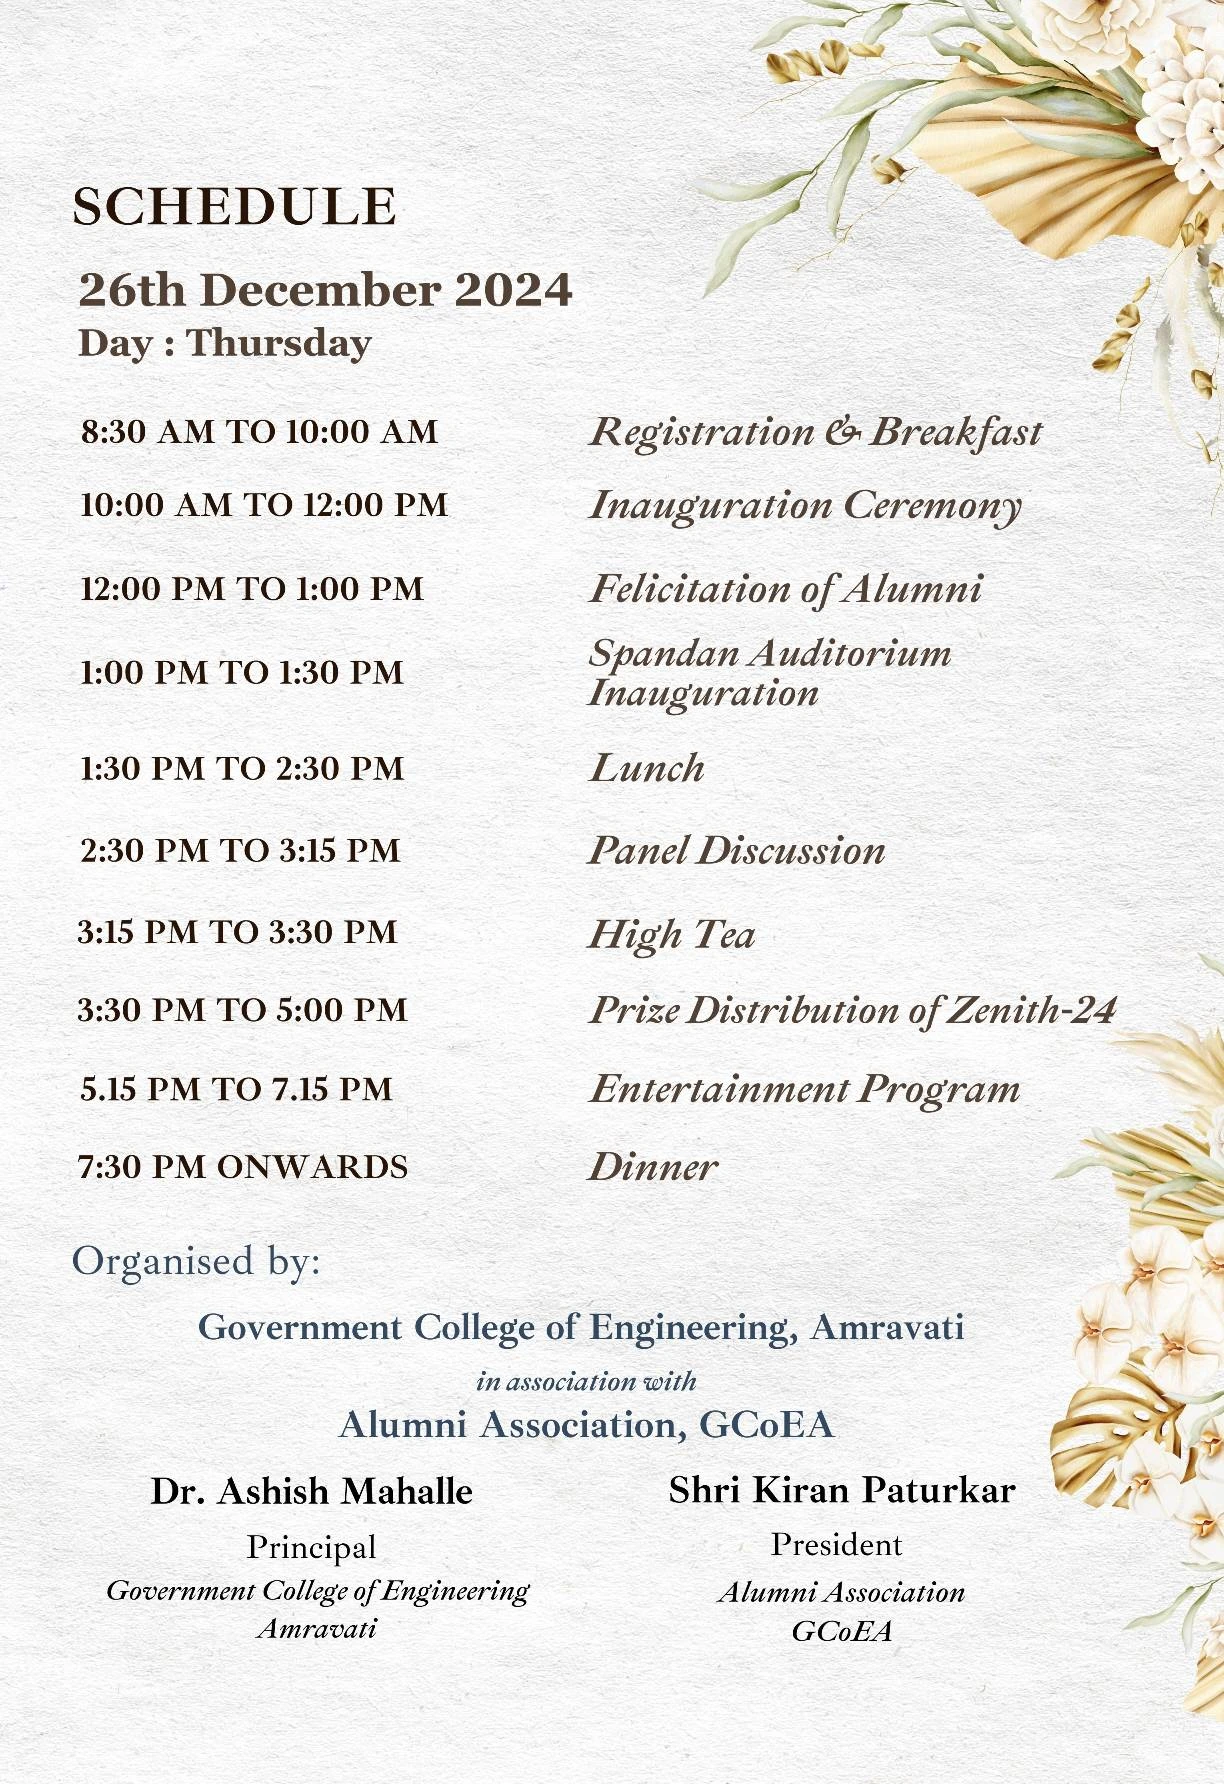 SCHEDULE
26th December 2024
Day : Thursday
8:30 AM TO 10:00 AM Registration & Breakfast
10:00 AM TO 12:00 PM Inauguration Ceremony
12:00 PM TO 1:00 PM Felicitation of Alumni
1:00 PM TO 1:30 PM Spandan Auditorium
Inauguration
1:30 PM TO 2:30 PM Lunch
2:30 PM TO 3:15 PM Panel Discussion
3:15 PM TO 3:30 PM High Tea
3:30 PM TO 5:00 PM Prize Distribution of Zenith-24
5.15 PM TO 7.15 PM Entertainment Program
7:30 PM ONWARDS Dinner
Organised by:
Government College of Engineering, Amravati
in association with
Alumni Association, GCoEA
Dr. Ashish Mahalle Shri Kiran Paturkar
Principal President
Government College of Engineering Alumni Association
Amravati GCoEA